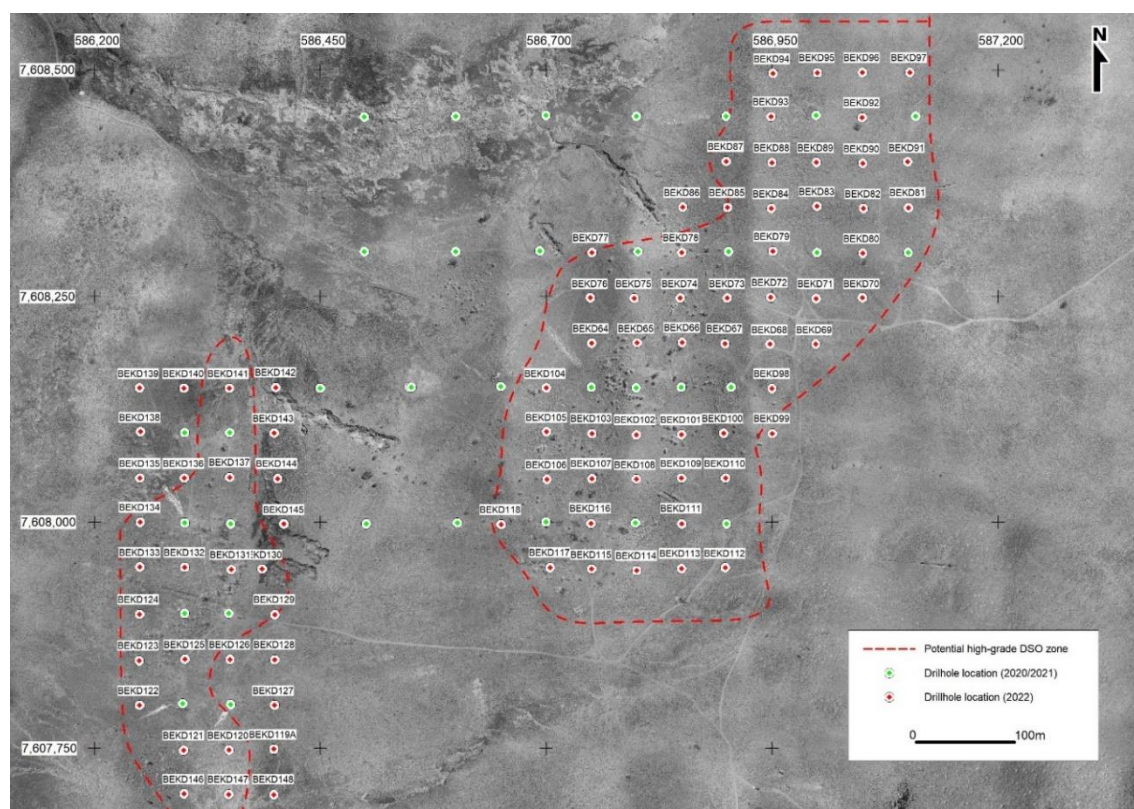 586,200 586,450 586,700 586,950 587,200
N
7,608,500
BEKD94 BEKD95 BEKD96 BEKD97
BEKD93 BEKD92
BEKD87 BEKD88 BEKD89 BEKD90 BEKD91
BEKD86 BEKD85 BEKD84 BEKD83 BEKD82 BEKD81
BEKD77 BEKD78 BEKD79 BEKD80
7,608,250
BEKD76 BEKD75 BEKD74 BEKD73 BEKD72 BEKD71 BEKD70
BEKD64 BEKD65 BEKD66 BEKD67 BEKD68 BEKD69
BEKD139 BEKD140 BEKD141 BEKD142 BEKD104 BEKD98
BEKD138 BEKD143 BEKD105 BEKD103 BEKD102 BEKD101 BEKD100 BEKD99
BEKD135 BEKD136 BEKD137 BEKD144 BEKD106 BEKD107 BEKD108 BEKD109 BEKD110
BEKD134 BEKD145 BEKD118 BEKD116 BEKD111
7,608,000
BEKD133 BEKD132 BEKD131 KD130 BEKD117 BEKD115 BEKD114 BEKD113 BEKD112
BEKD124 BEKD129
BEKD123 BEKD125 BEKD126 BEKD128
BEKD122 BEKD127
7,607,750
BEKD121 BEKD120 BEKD119A
BEKD146 BEKD147 BEKD148
Potential high-grade DSO zone
Drilhole location (2020/2021)
Drillhole location (2022)
0 100m